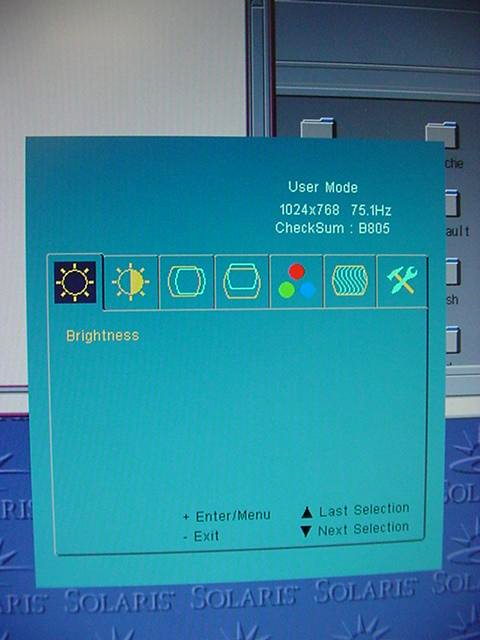 User Mode
1024x768 75.1Hz
CheckSum : B805
Brightness
+ Enter/Menu
- Exit
▲ Last Selection
▼ Next Selection
SOLARIS SOLARIS SOLARIS